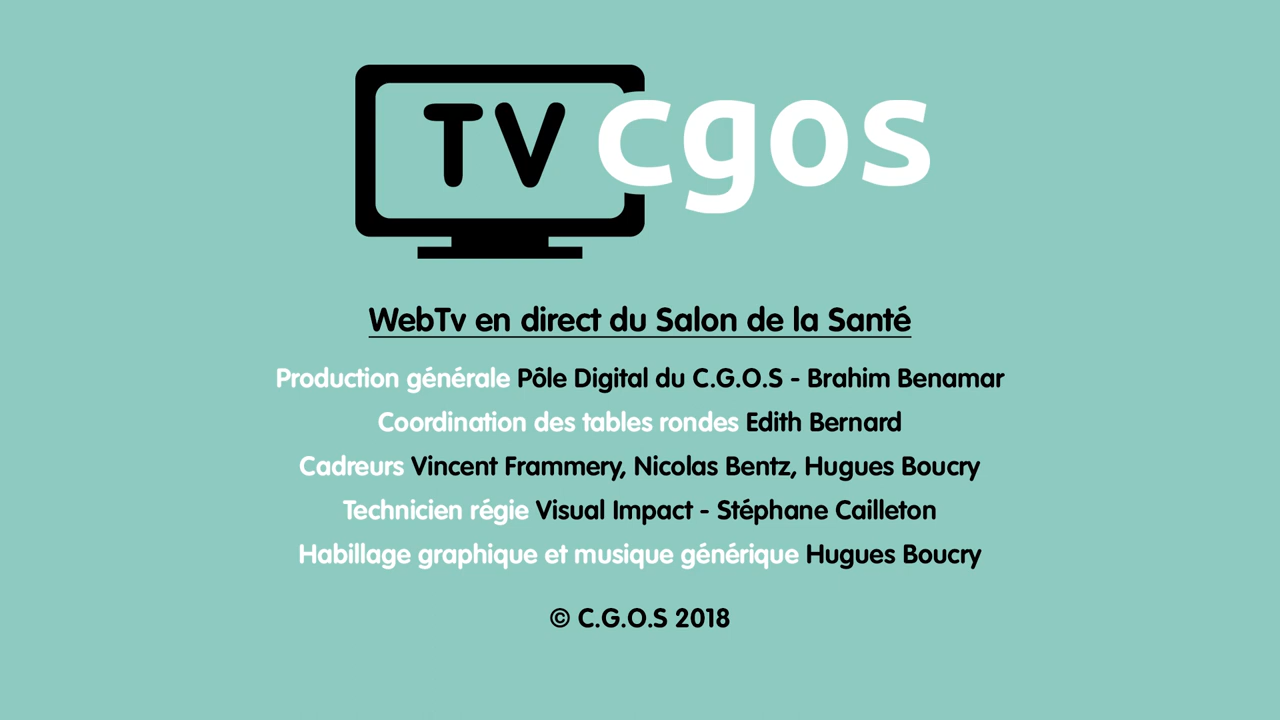 TV cgos
WebTv en direct du Salon de la Santé
Production générale Pôle Digital du C.G.O.S - Brahim Benamar
Coordination des tables rondes Edith Bernard
Cadreurs Vincent Frammery, Nicolas Bentz, Hugues Boucry
Technicien régie Visual Impact - Stéphane Cailleton
Habillage graphique et musique générique Hugues Boucry
© C.G.O.S 2018